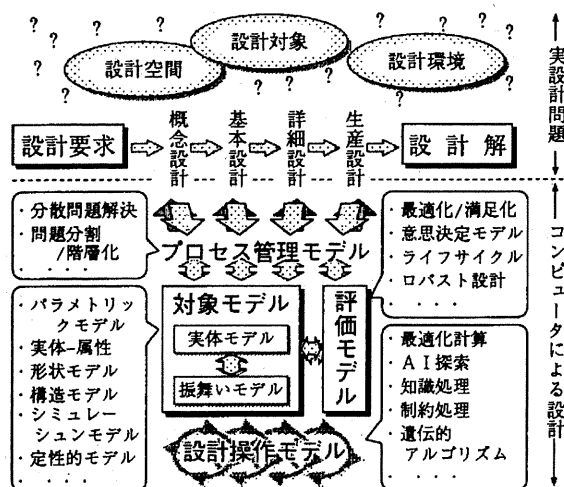 ? ? ? ? ? ?
設計対象
設計空間
設計環境
? ? ? ? ? ?
実設計問題
設計要求
概念設計
基本設計
詳細設計
生産設計
設計解
・分散問題解決
・問題分割
/階層化
・・・・
プロセス管理モデル
・最適化/満足化
・意思決定モデル
・ライフサイクル
・ロバスト設計
・・・・
・パラメトリッ
クモデル
・実体-属性
・形状モデル
・構造モデル
・シミュレー
ションモデル
・定性的モデル
・・・・
対象モデル
実体モデル
振舞いモデル
評価モデル
・最適化計算
・AI探索
・知識処理
・制約処理
・遺伝的
アルゴリズム
・・・・
設計操作モデル
コンピュータによる設計